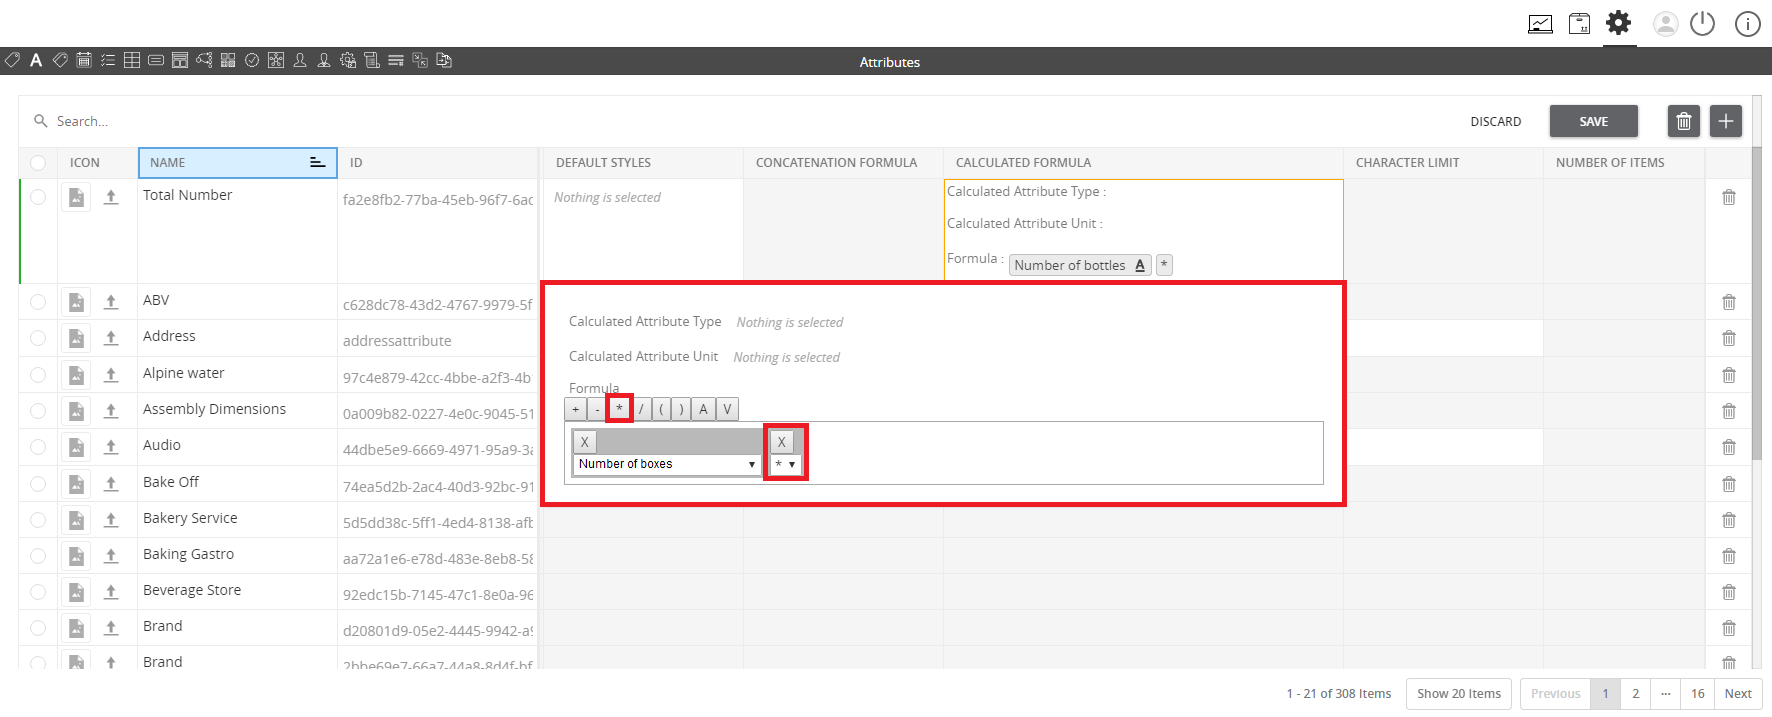 Attributes
Search...
DISCARD SAVE
ICON NAME ID DEFAULT STYLES CONCATENATION FORMULA CALCULATED FORMULA CHARACTER LIMIT NUMBER OF ITEMS
Total Number fa2e8fb2-77ba-45eb-96f7-6ac Nothing is selected Calculated Attribute Type :
Calculated Attribute Unit :
Formula : Number of bottles A *
ABV c628dc78-43d2-4767-9979-5f
Calculated Attribute Type Nothing is selected
Address addressattribute
Calculated Attribute Unit Nothing is selected
Alpine water 97c4e879-42cc-4bbe-a2f3-4b
Formula
Assembly Dimensions 0a009b82-0227-4e0c-9045-51
+ - * / ( ) A V
Audio 44dbe5e9-6669-4971-95a9-3a
X X
Number of boxes *
Bake Off 74ea5d2b-2ac4-40d3-92bc-91
Bakery Service 5d5dd38c-5ff1-4ed4-8138-afb
Baking Gastro aa72a1e6-e78d-483e-8eb8-58
Beverage Store 92edc15b-7145-47c1-8e0a-96
Brand d20801d9-05e2-4445-9942-a9
Brand 2bbe69e7-66a7-44a8-8d4f-bf
1 - 21 of 308 Items Show 20 Items Previous 1 2 ... 16 Next